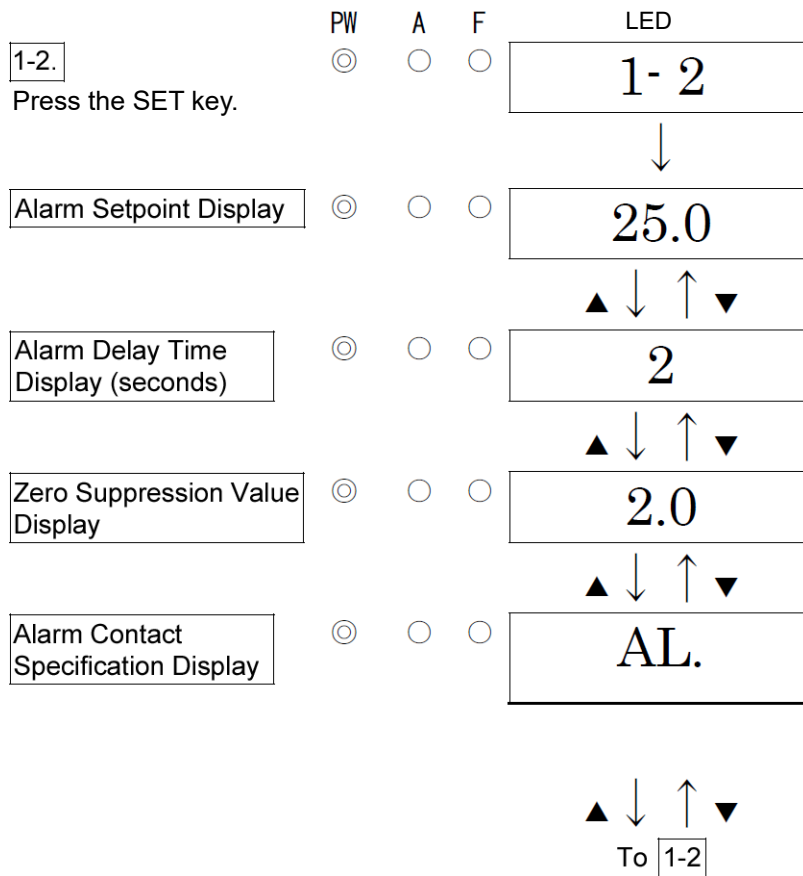 PW A F LED
1-2. ◎ ○ ○ 1- 2
Press the SET key.
↓
Alarm Setpoint Display ◎ ○ ○ 25.0
▲ ↓ ↑ ▼
Alarm Delay Time
Display (seconds) ◎ ○ ○ 2
▲ ↓ ↑ ▼
Zero Suppression Value
Display ◎ ○ ○ 2.0
▲ ↓ ↑ ▼
Alarm Contact
Specification Display ◎ ○ ○ AL.
▲ ↓ ↑ ▼
To 1-2